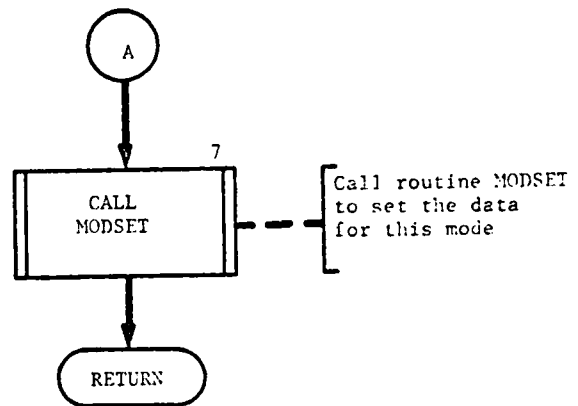 A
7
CALL
MODSET
Call routine MODSET
to set the data
for this mode
RETURN